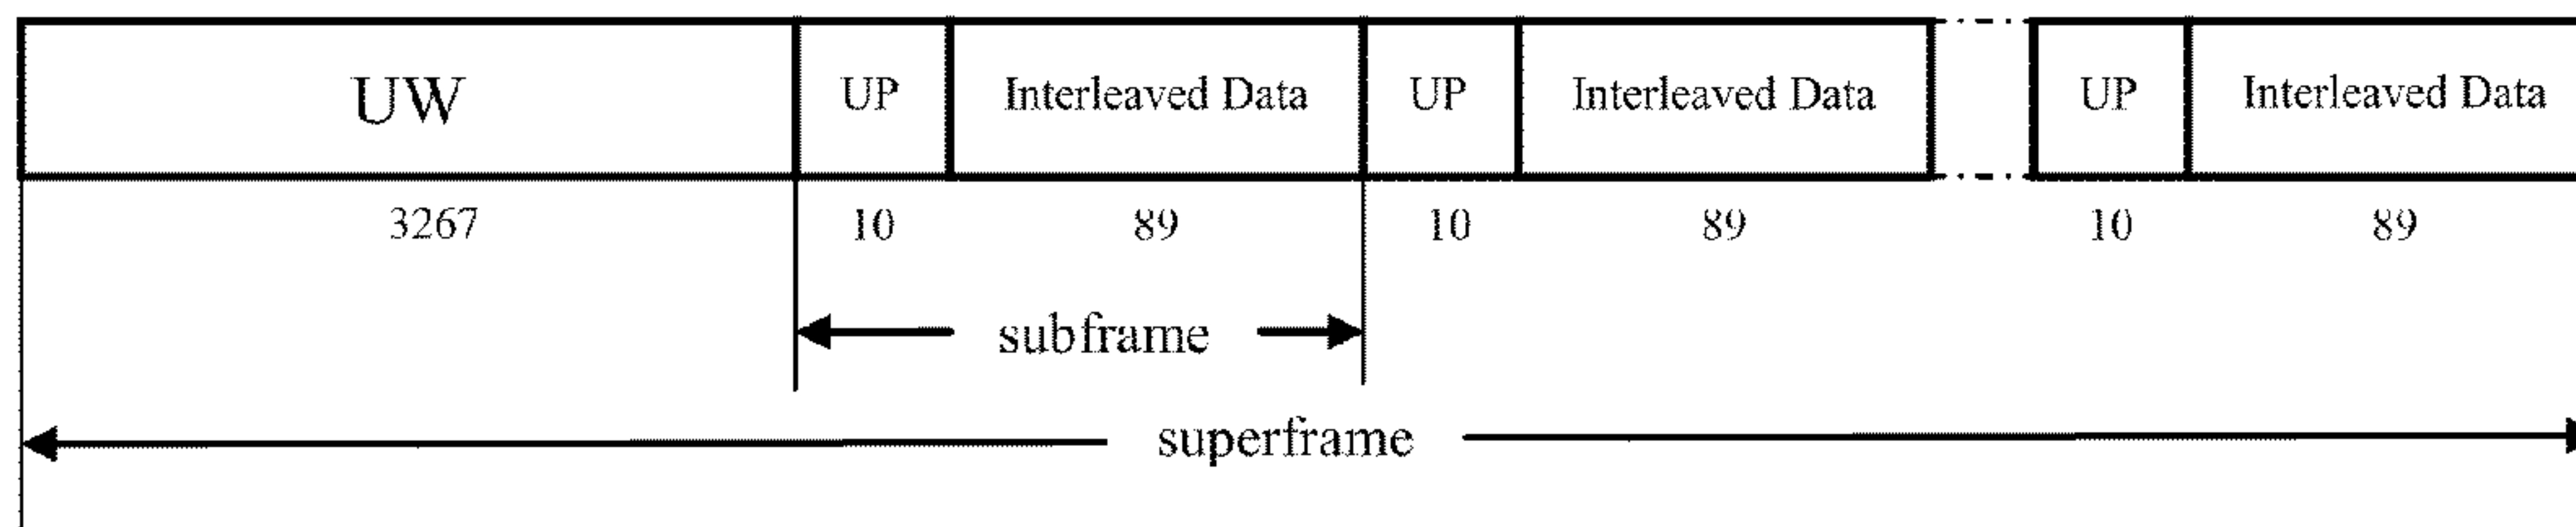 UW UP Interleaved Data UP Interleaved Data UP Interleaved Data
3267 10 89 10 89 10 89
subframe
superframe